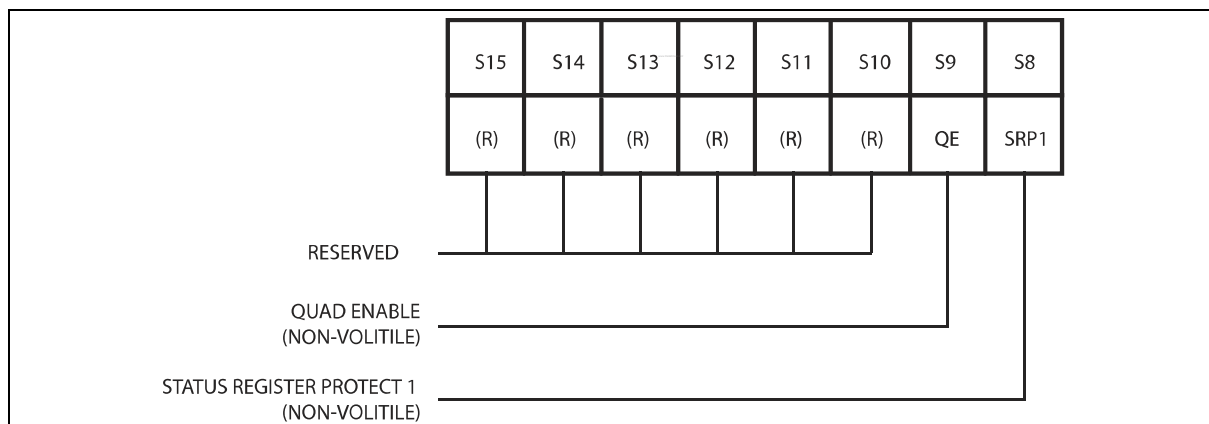 S15 S14 S13 S12 S11 S10 S9 S8
(R) (R) (R) (R) (R) (R) QE SRP1
RESERVED
QUAD ENABLE
(NON-VOLITILE)
STATUS REGISTER PROTECT 1
(NON-VOLITILE)